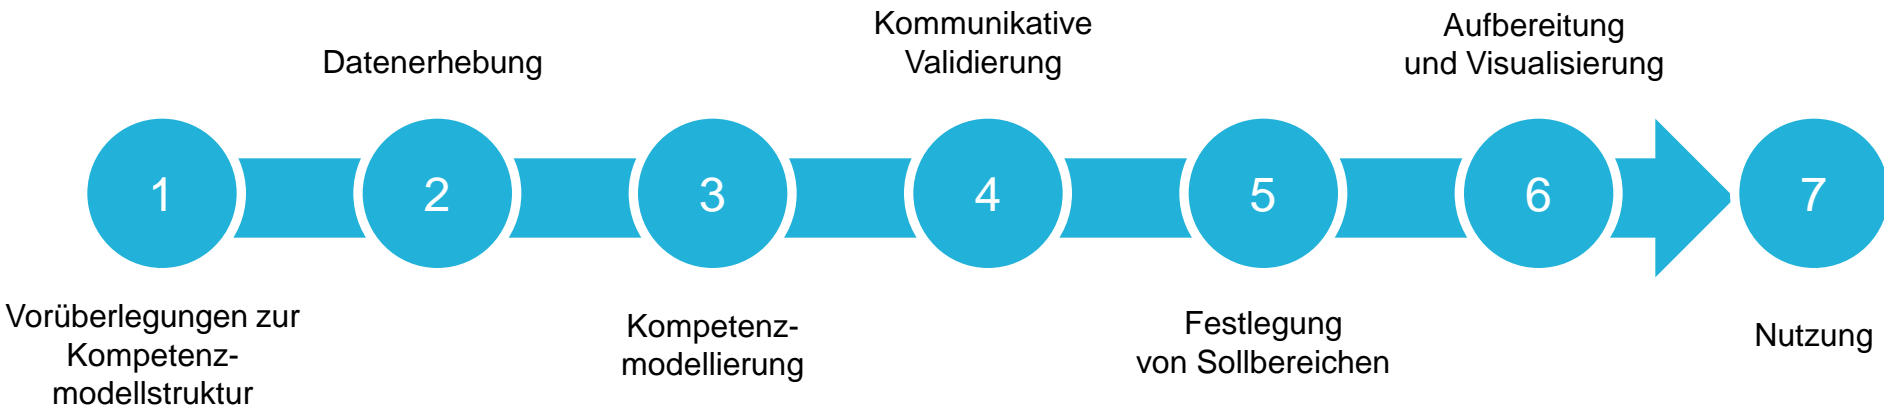 1
Vorüberlegungen zur
Kompetenz-
modellstruktur
2
Datenerhebung
3
Kompetenz-
modellierung
4
Kommunikative
Validierung
5
Festlegung
von Sollbereichen
6
Aufbereitung
und Visualisierung
7
Nutzung